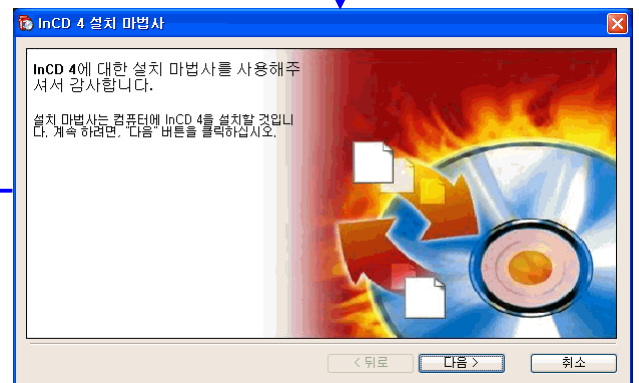 InCD 4 설치 마법사
InCD 4에 대한 설치 마법사를 사용해주
셔서 감사합니다.
설치 마법사는 컴퓨터에 InCD 4를 설치할 것입니
다. 계속 하려면, "다음" 버튼을 클릭하십시오.
< 뒤로 다음 > 취소